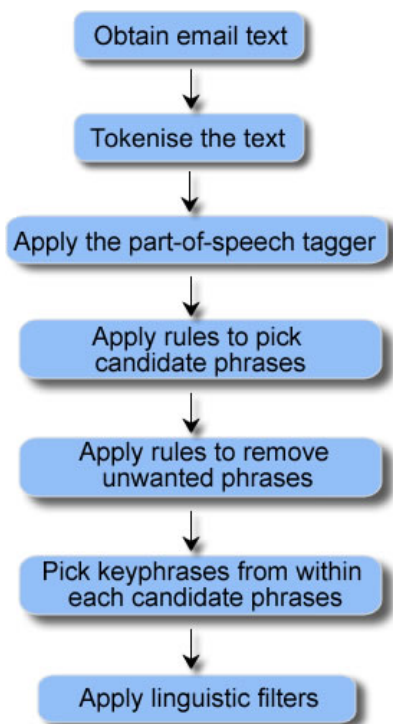 Obtain email text
Tokenise the text
Apply the part-of-speech tagger
Apply rules to pick
candidate phrases
Apply rules to remove
unwanted phrases
Pick keyphrases from within
each candidate phrases
Apply linguistic filters